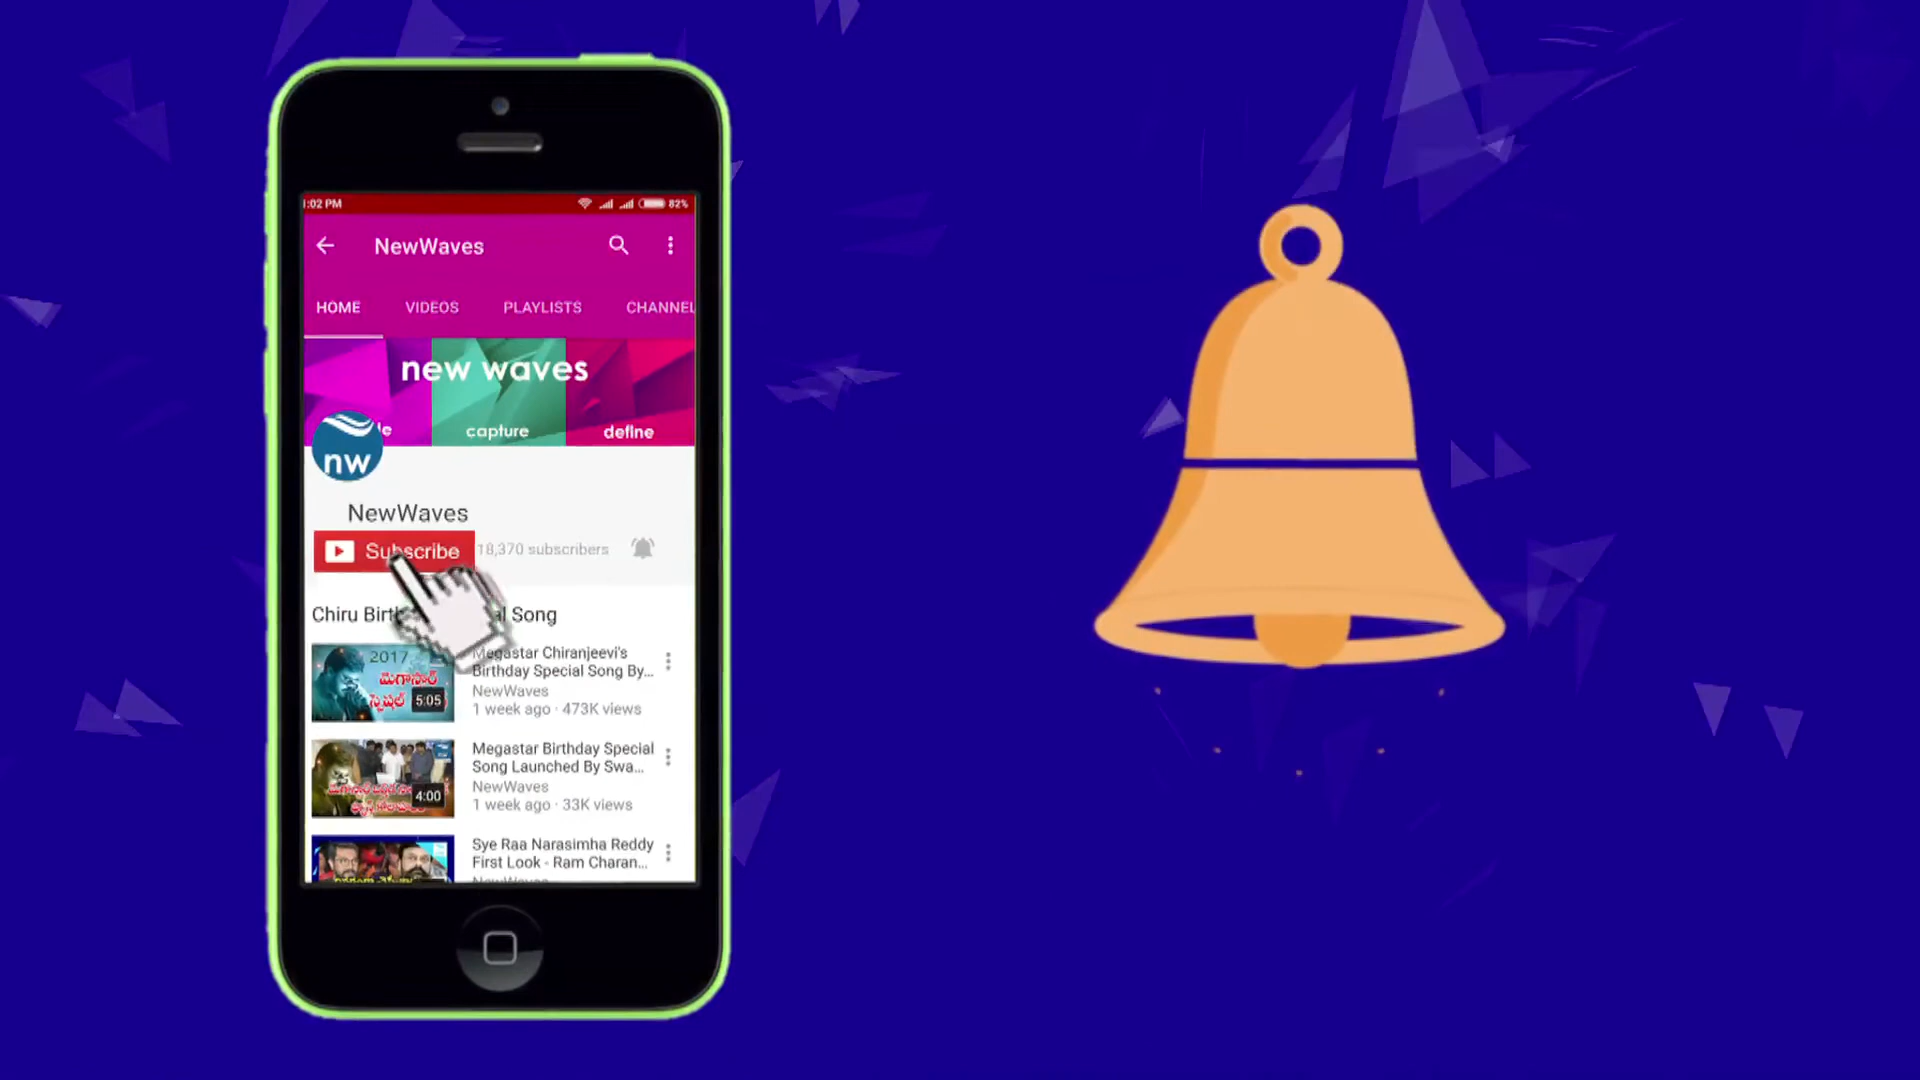 1:02 PM
82%
NewWaves
HOME VIDEOS PLAYLISTS CHANNEL
new waves
capture
define
nw
NewWaves
Subscribe
18,370 subscribers
Chiru Song
2017
మెగాస్టార్
స్పెషల్
5:05
Megastar Chiranjeevi's
Birthday Special Song By...
NewWaves
1 week ago · 473K views
4:00
Megastar Birthday Special
Song Launched By Swa...
NewWaves
1 week ago · 33K views
Sye Raa Narasimha Reddy
First Look - Ram Charan...
NewWaves